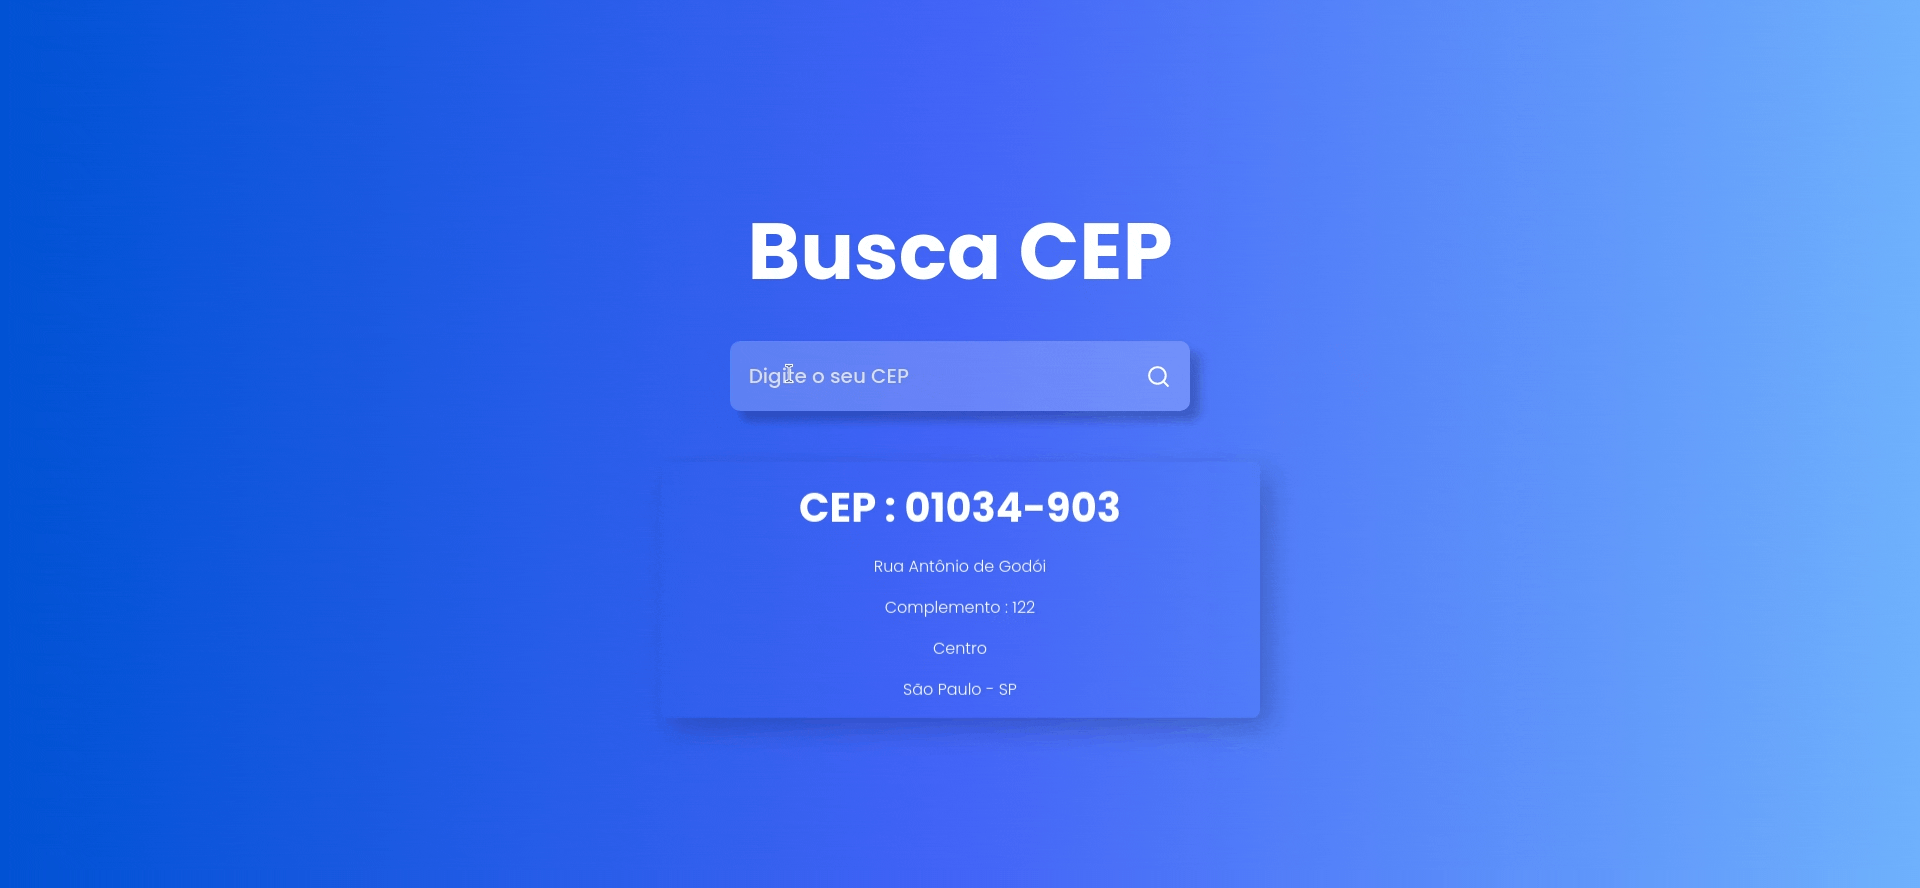 Busca CEP
Digite o seu CEP
CEP : 01034-903
Rua Antônio de Godói
Complemento : 122
Centro
São Paulo - SP